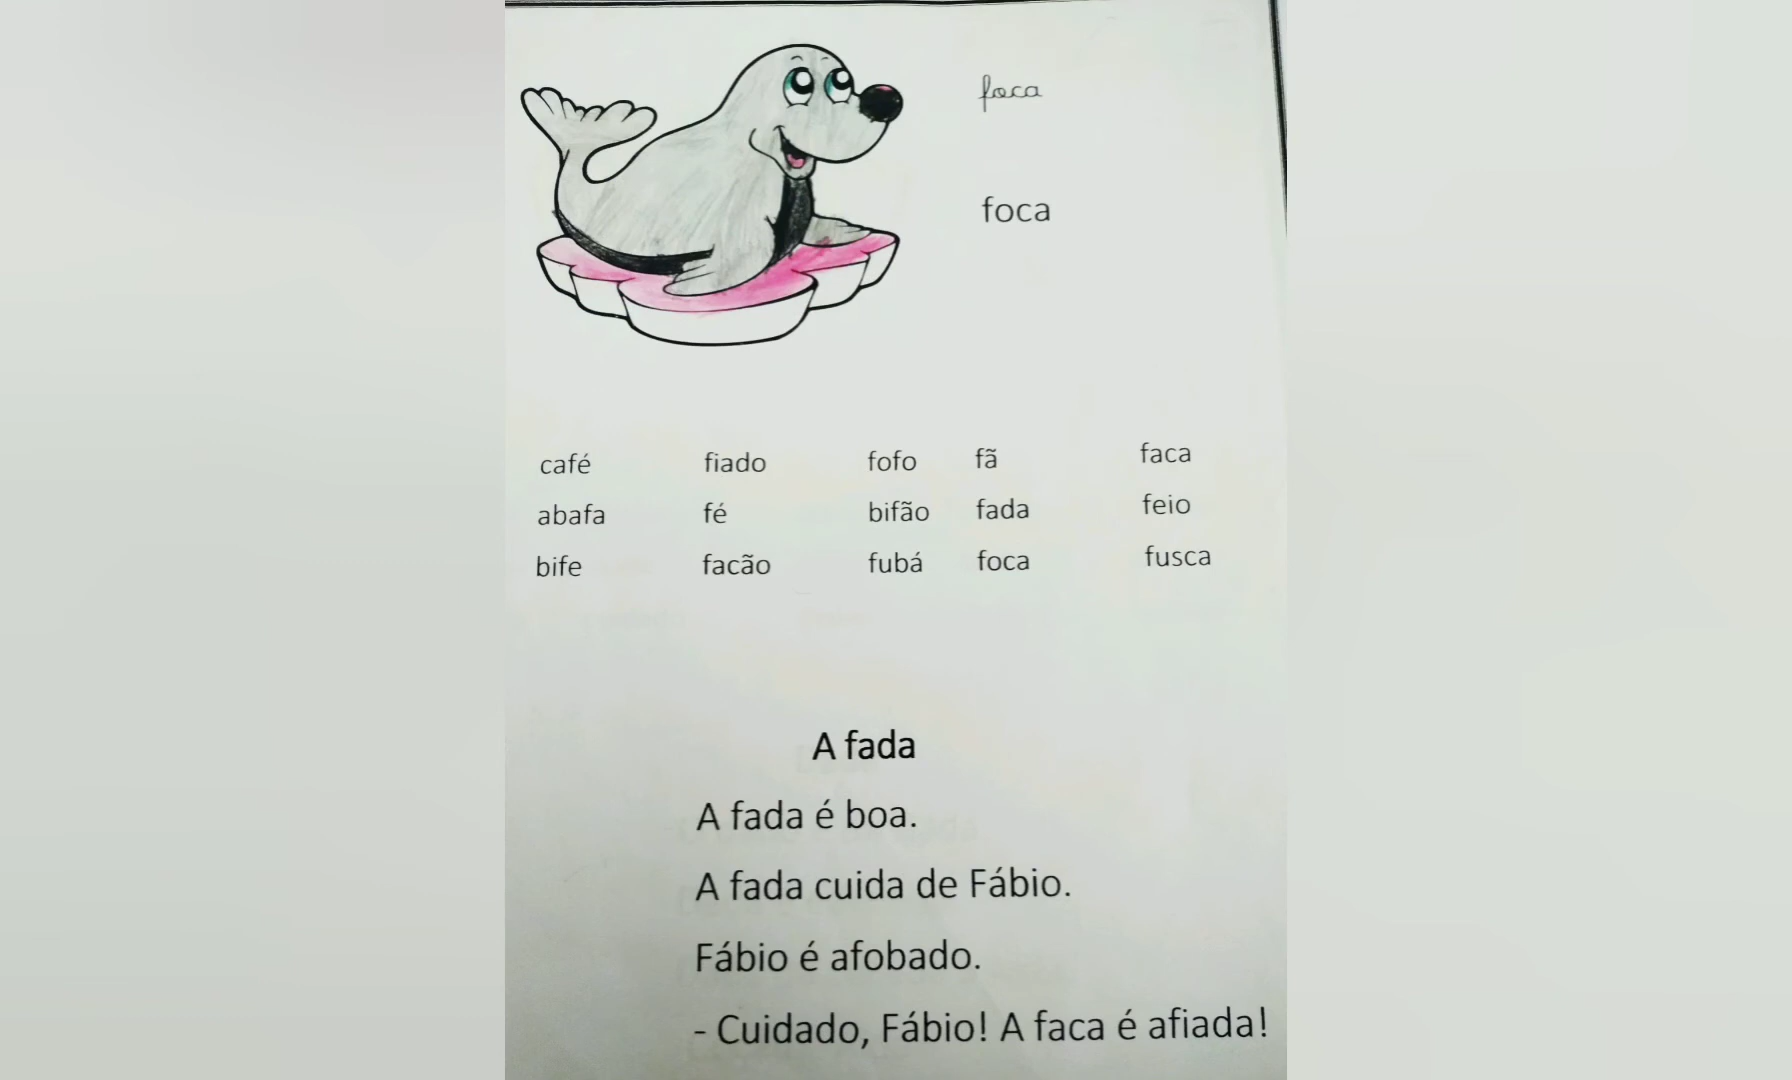 foca
foca
café fiado fofo fã faca
abafa fé bifão fada feio
bife facão fubá foca fusca
A fada
A fada é boa.
A fada cuida de Fábio.
Fábio é afobado.
- Cuidado, Fábio! A faca é afiada!